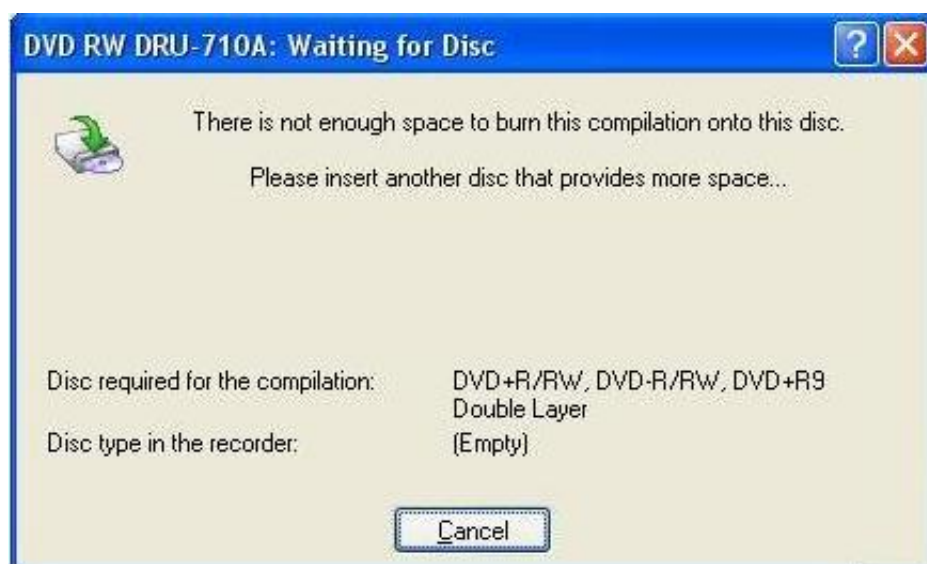 DVD RW DRU-710A: Waiting for Disc
There is not enough space to burn this compilation onto this disc.
Please insert another disc that provides more space...
Disc required for the compilation: DVD+R/RW, DVD-R/RW, DVD+R9
Double Layer
Disc type in the recorder: (Empty)
Cancel